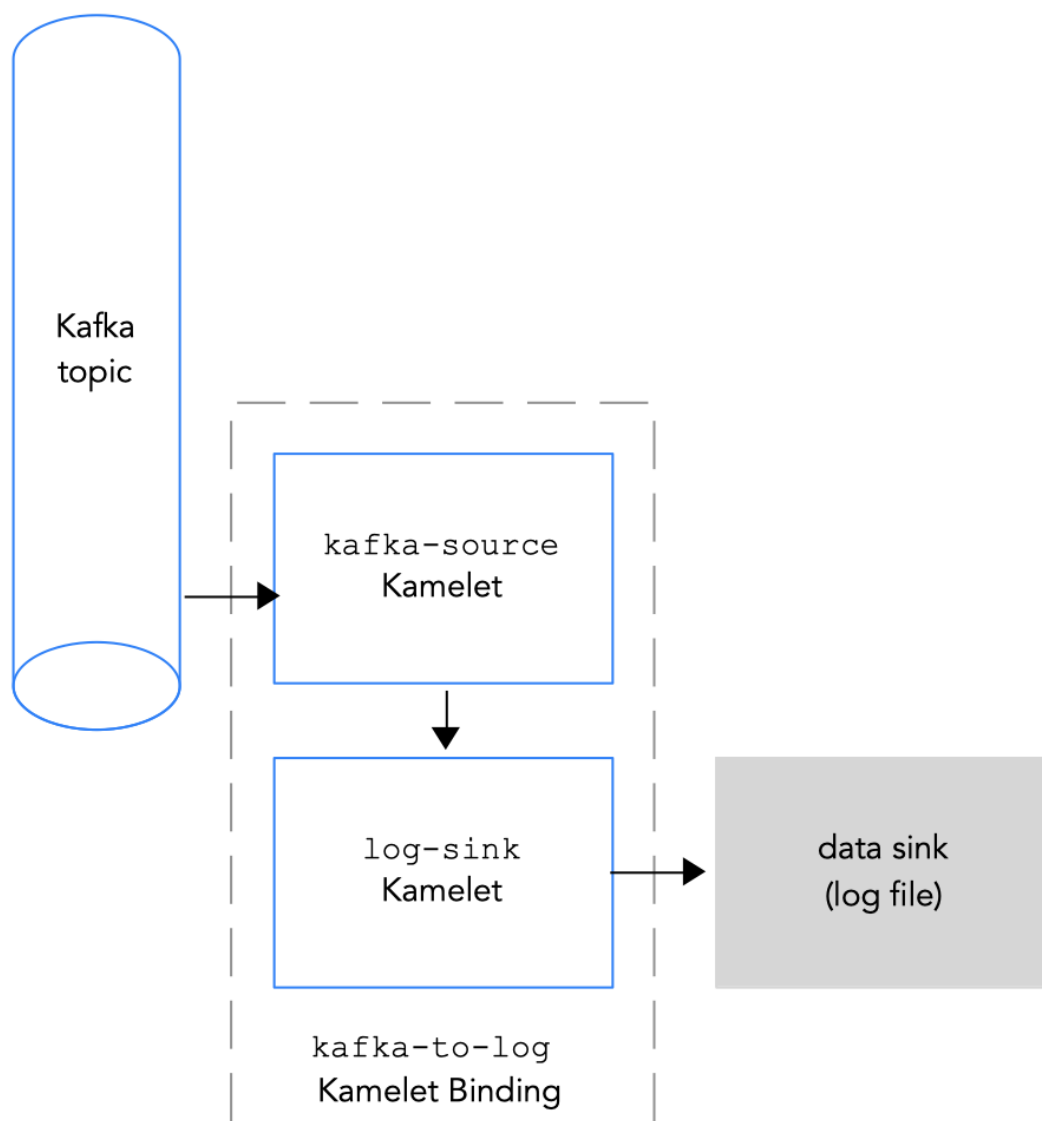 Kafka
topic
kafka-source
Kamelet
log-sink
Kamelet
data sink
(log file)
kafka-to-log
Kamelet Binding